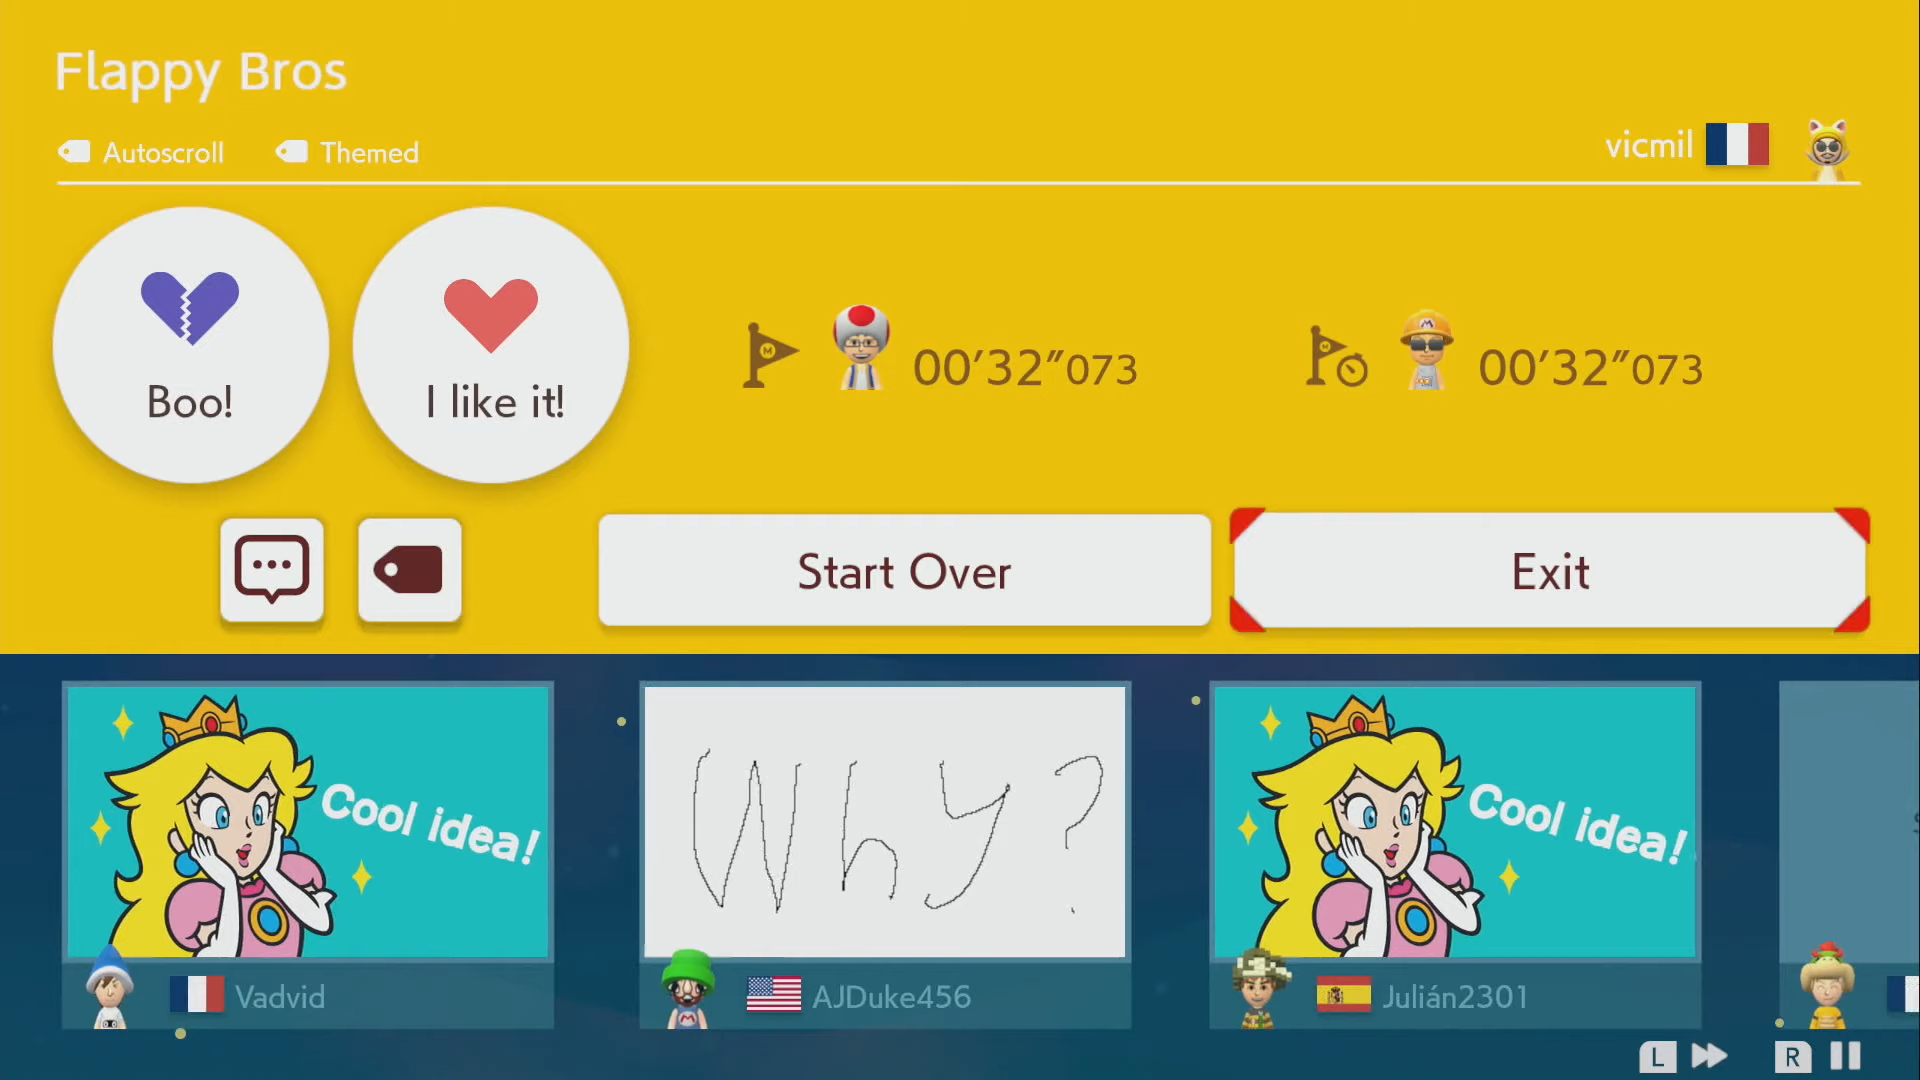 Flappy Bros
Autoscroll Themed
vicmil
Boo!
I like it!
00'32"073
00'32"073
Start Over
Exit
Cool idea!
Why?
Cool idea!
Vadvid
AJDuke456
Julián2301
L R